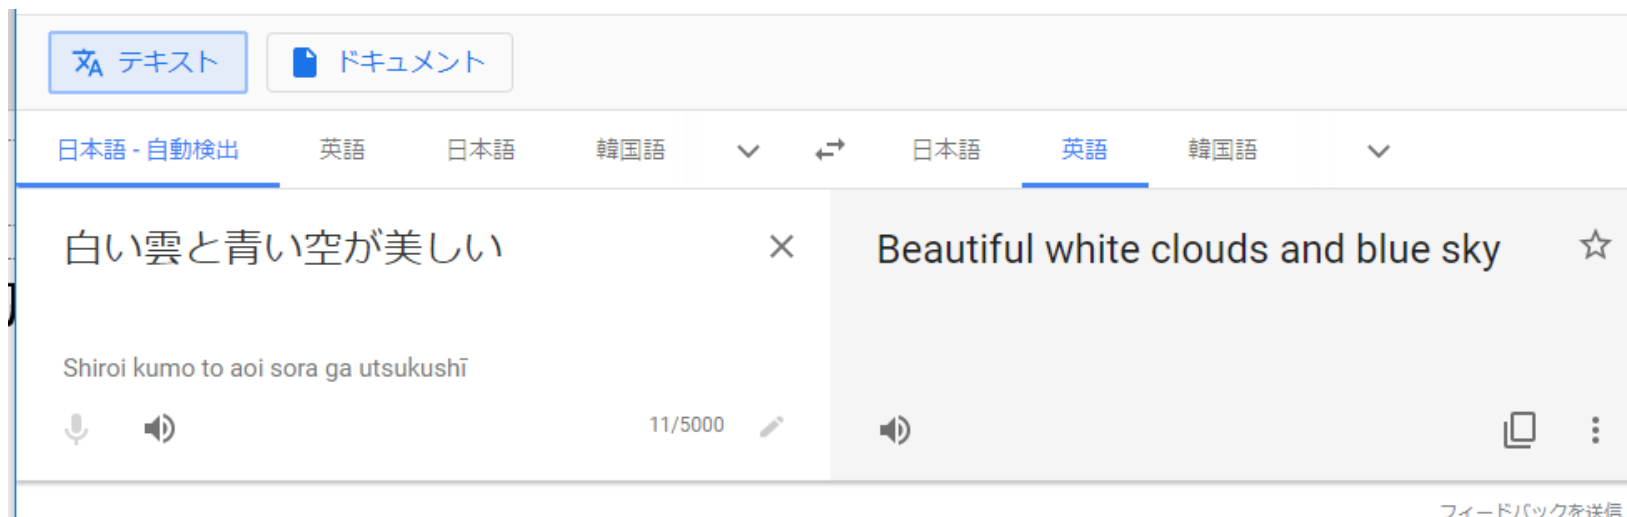 テキスト ドキュメント
日本語 - 自動検出 英語 日本語 韓国語 日本語 英語 韓国語
白い雲と青い空が美しい
Beautiful white clouds and blue sky
Shiroi kumo to aoi sora ga utsukushī
11/5000
フィードバックを送信